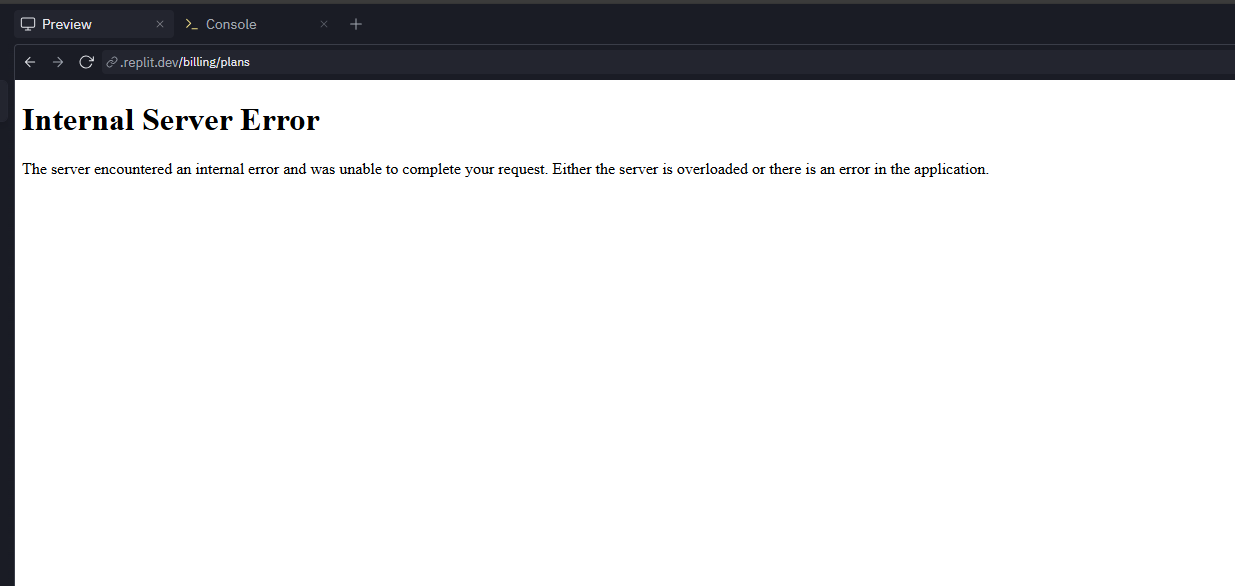 Preview
Console
.replit.dev/billing/plans
Internal Server Error
The server encountered an internal error and was unable to complete your request. Either the server is overloaded or there is an error in the application.